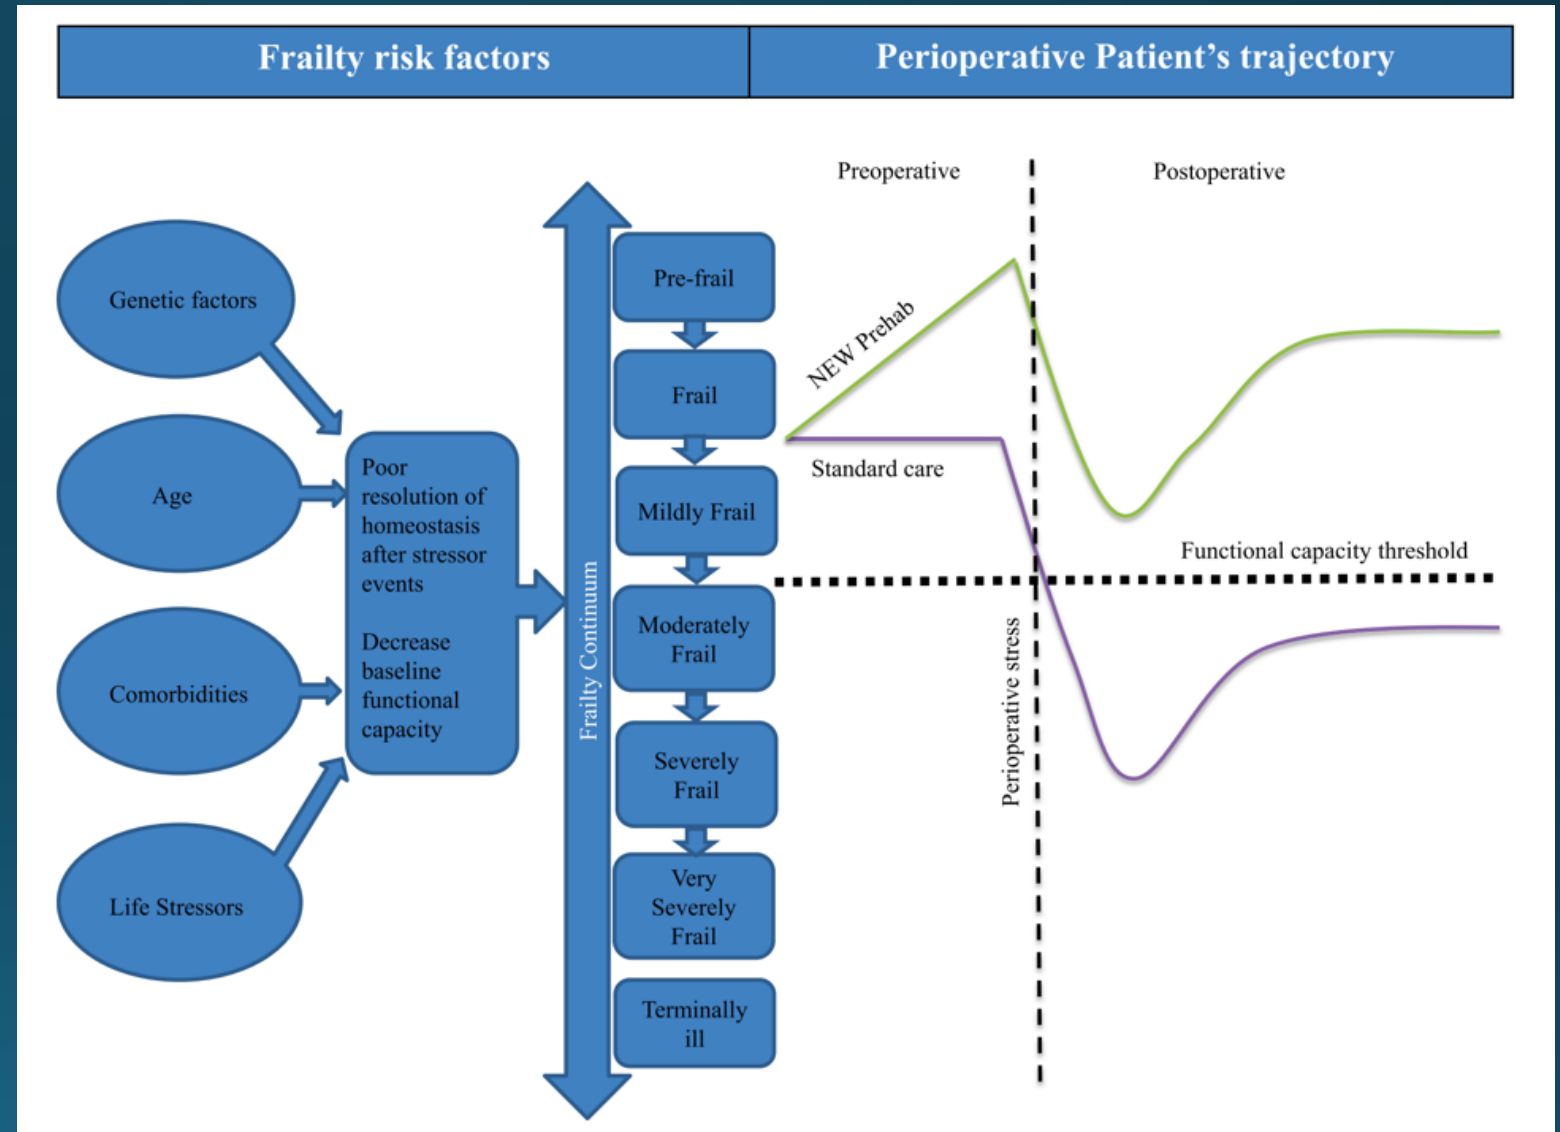 Frailty risk factors
Perioperative Patient's trajectory
Genetic factors
Age
Comorbidities
Life Stressors
Poor
resolution of
homeostasis
after stressor
events
Decrease
baseline
functional
capacity
Frailty Continuum
Pre-frail
Frail
Mildly Frail
Moderately
Frail
Severely
Frail
Very
Severely
Frail
Terminally
ill
Preoperative
Postoperative
NEW Prehab
Standard care
Functional capacity threshold
Perioperative stress